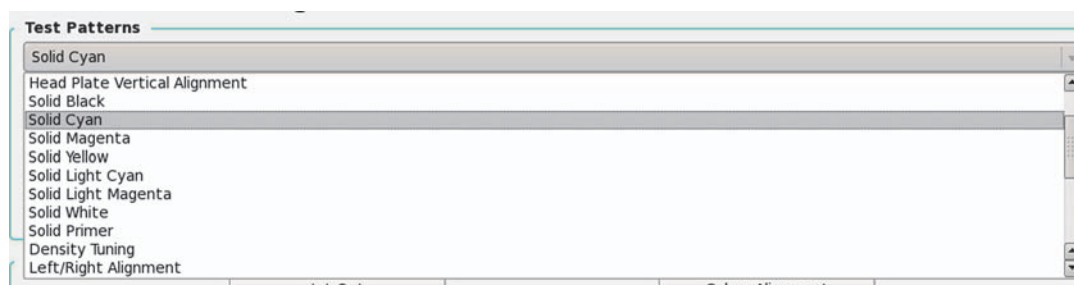 Test Patterns
Solid Cyan
Head Plate Vertical Alignment
Solid Black
Solid Cyan
Solid Magenta
Solid Yellow
Solid Light Cyan
Solid Light Magenta
Solid White
Solid Primer
Density Tuning
Left/Right Alignment